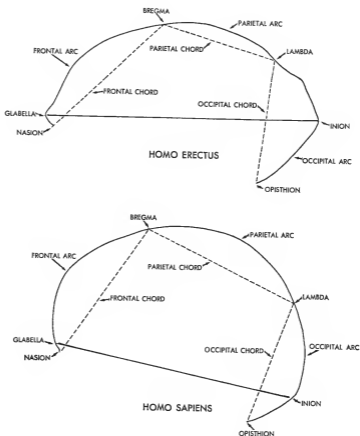 BREGMA
PARIETAL ARC
FRONTAL ARC
PARIETAL CHORD
LAMBDA
FRONTAL CHORD
OCCIPITAL CHORD
GLABELLA
INION
NASION
HOMO ERECTUS
OCCIPITAL ARC
OPISTHION
BREGMA
PARIETAL ARC
FRONTAL ARC
PARIETAL CHORD
FRONTAL CHORD
LAMBDA
GLABELLA
OCCIPITAL CHORD
OCCIPITAL ARC
NASION
INION
HOMO SAPIENS
OPISTHION